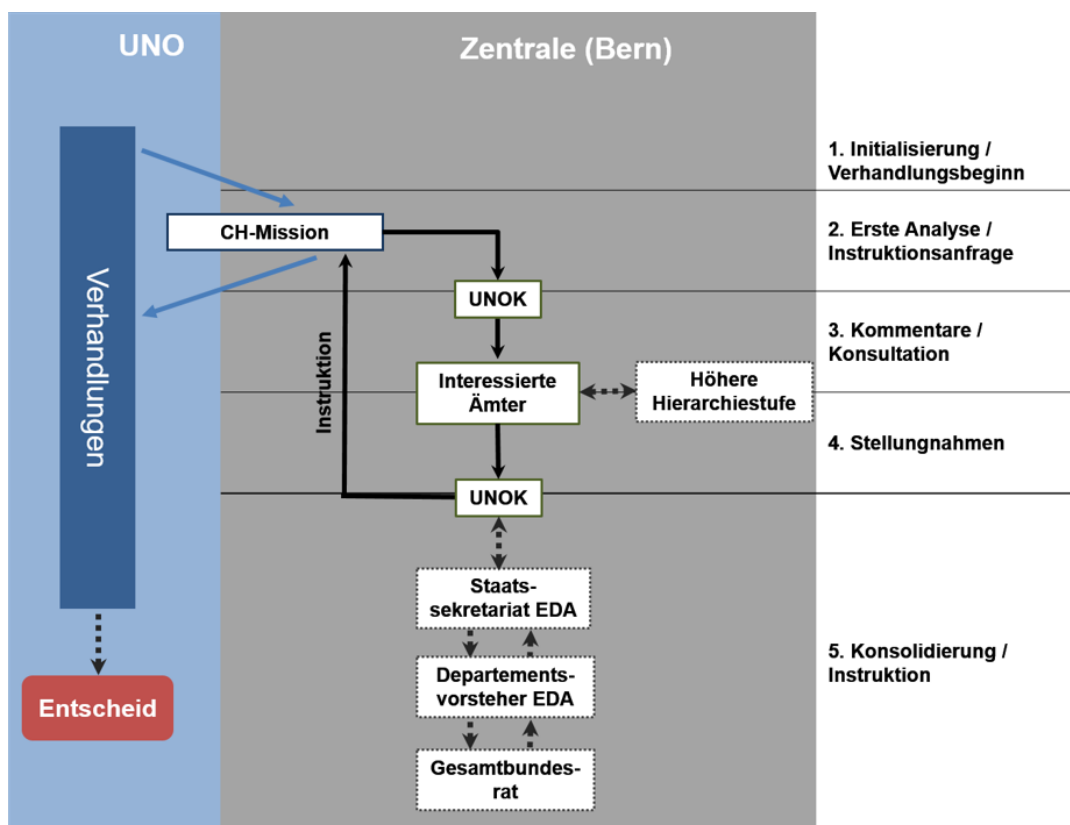 UNO
Zentrale (Bern)
1. Initialisierung /
Verhandlungsbeginn
CH-Mission
2. Erste Analyse /
Instruktionsanfrage
Verhandlungen
UNOK
Instruktion
3. Kommentare /
Konsultation
Interessierte
Ämter
Höhere
Hierarchiestufe
4. Stellungnahmen
UNOK
Staats-
sekretariat EDA
Departements-
vorsteher EDA
5. Konsolidierung /
Instruktion
Entscheid
Gesamtbundes-
rat